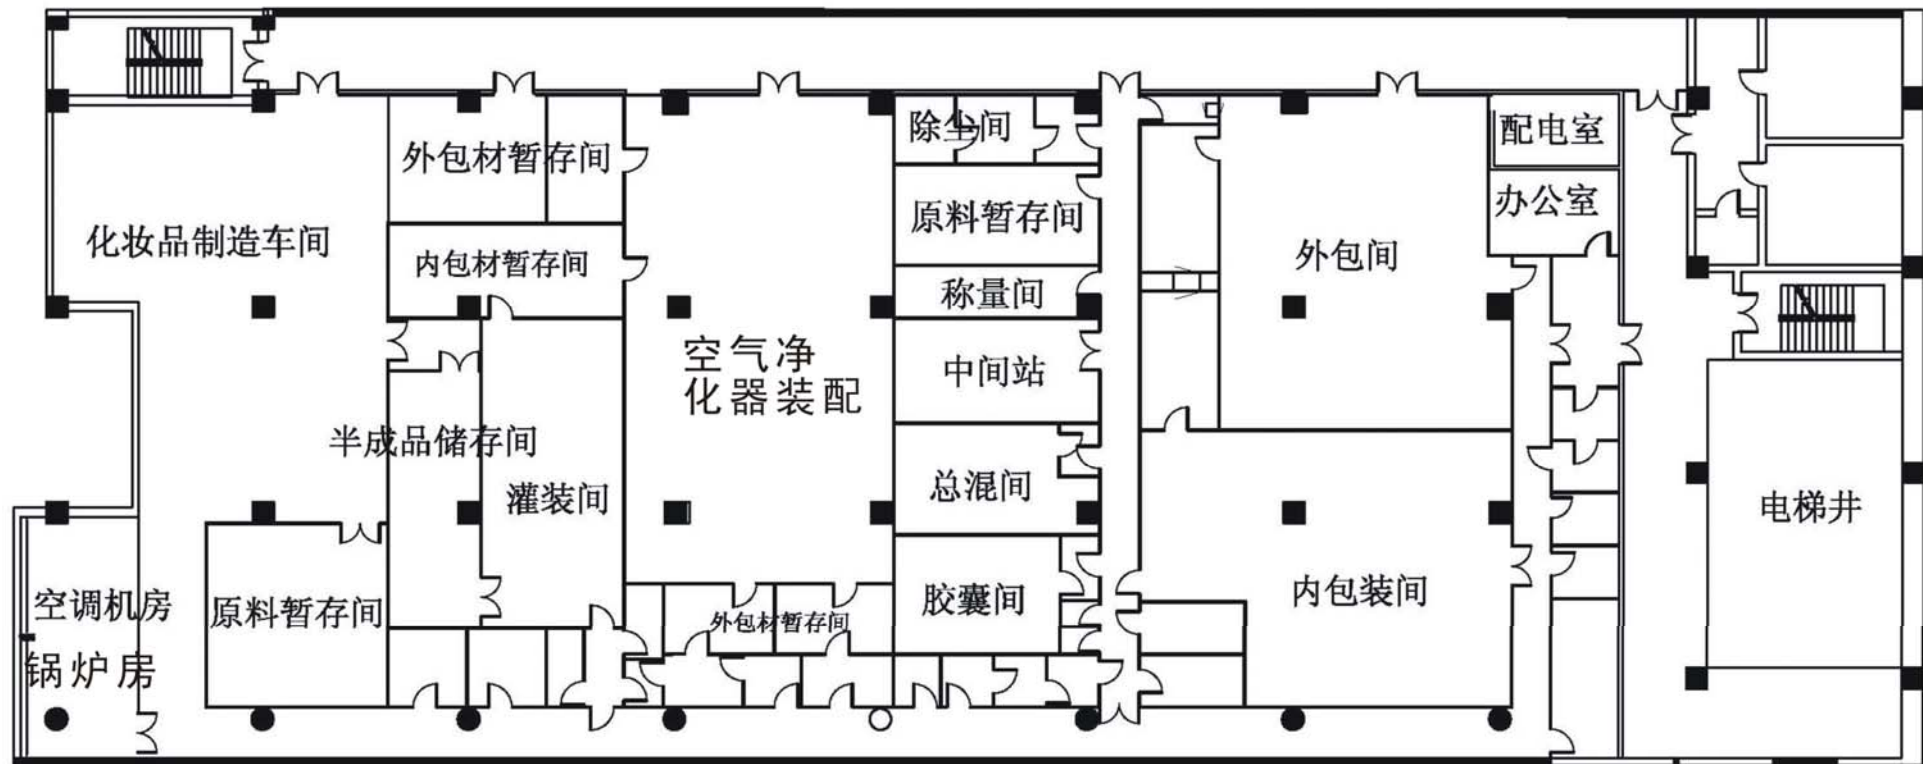 除尘间
配电室
外包材暂存间
原料暂存间
办公室
化妆品制造车间
内包材暂存间
外包间
称量间
空气净
化器装配
中间站
半成品储存间
灌装间
总混间
电梯井
空调机房
原料暂存间
胶囊间
内包装间
外包材暂存间
锅炉房